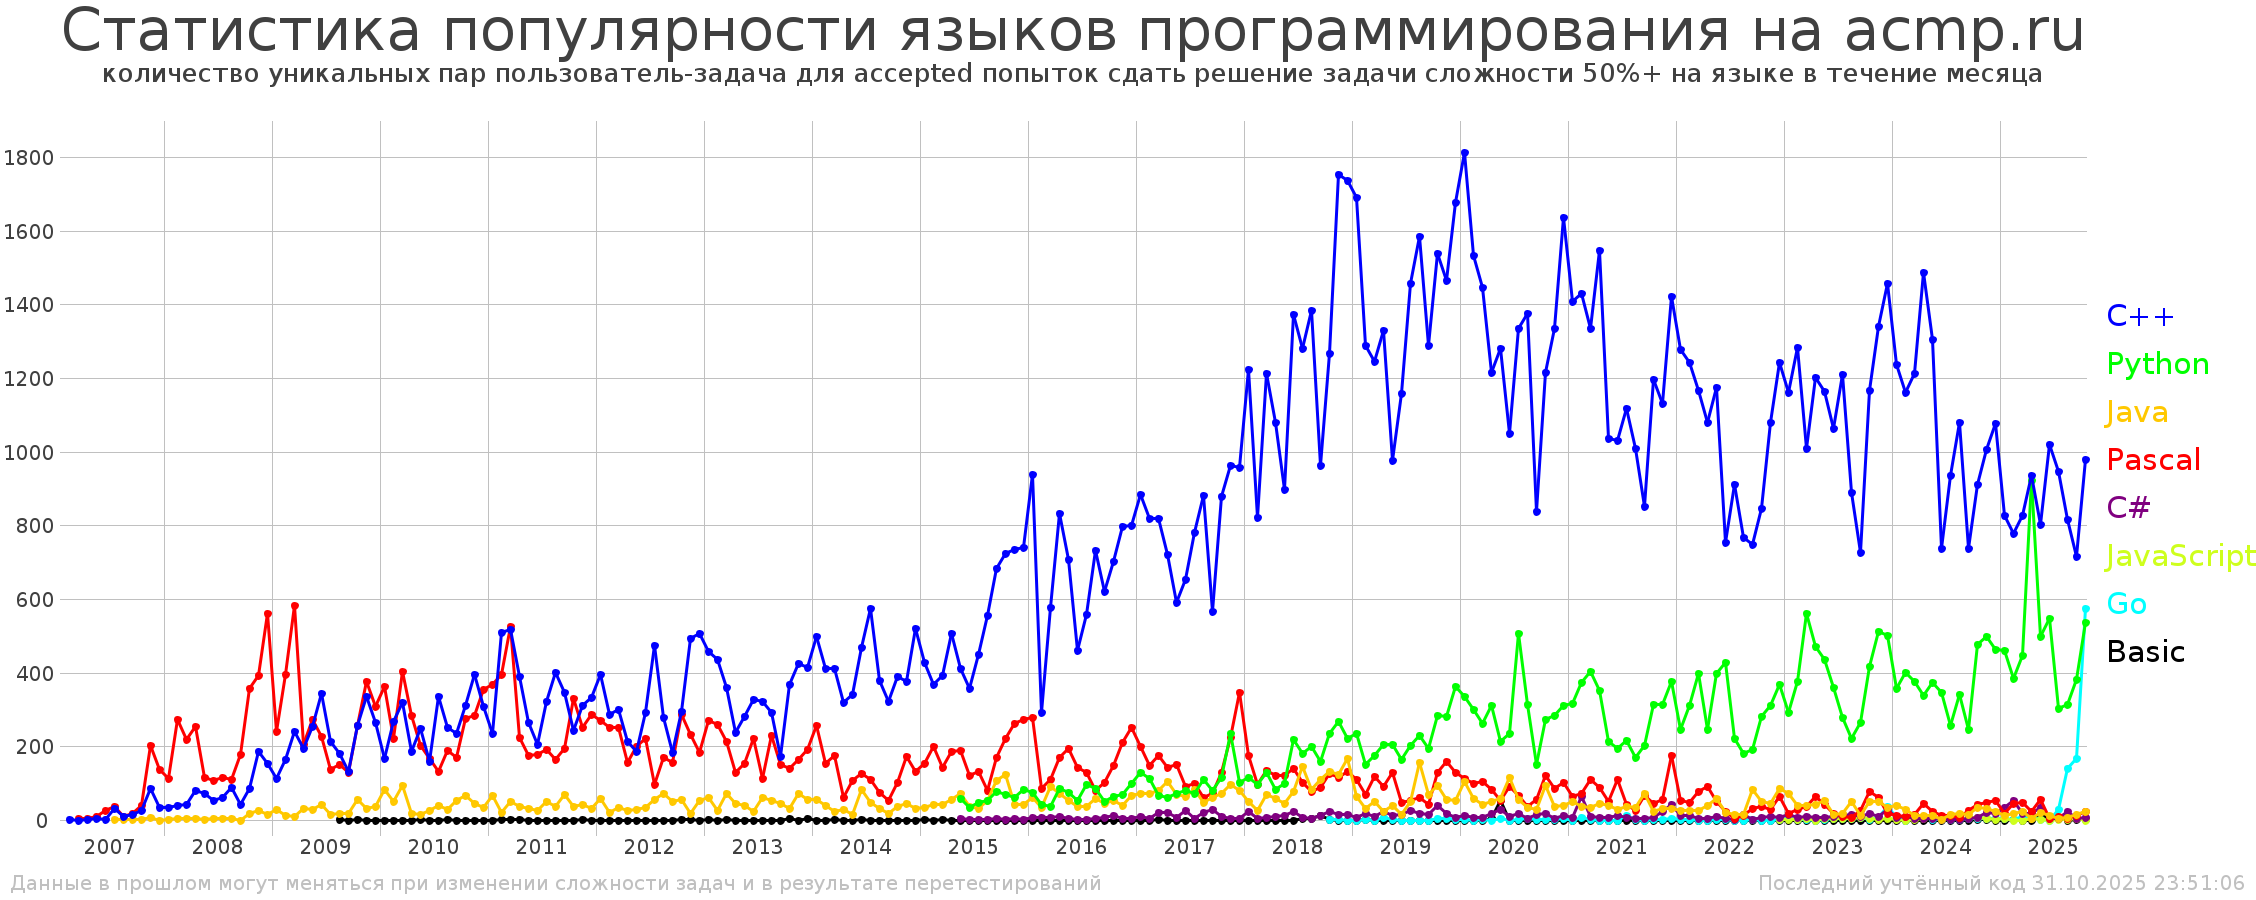 Статистика популярности языков программирования на acmp.ru
количество уникальных пар пользователь-задача для accepted попыток сдать решение задачи сложности 50%+ на языке в течение месяца
1800
1600
1400
1200
1000
800
600
400
200
0
C++
Python
Java
Pascal
C#
JavaScript
Go
Basic
2007 2008 2009 2010 2011 2012 2013 2014 2015 2016 2017 2018 2019 2020 2021 2022 2023 2024 2025
Данные в прошлом могут меняться при изменении сложности задач и в результате перетестирований
Последний учтённый код 31.10.2025 23:51:06